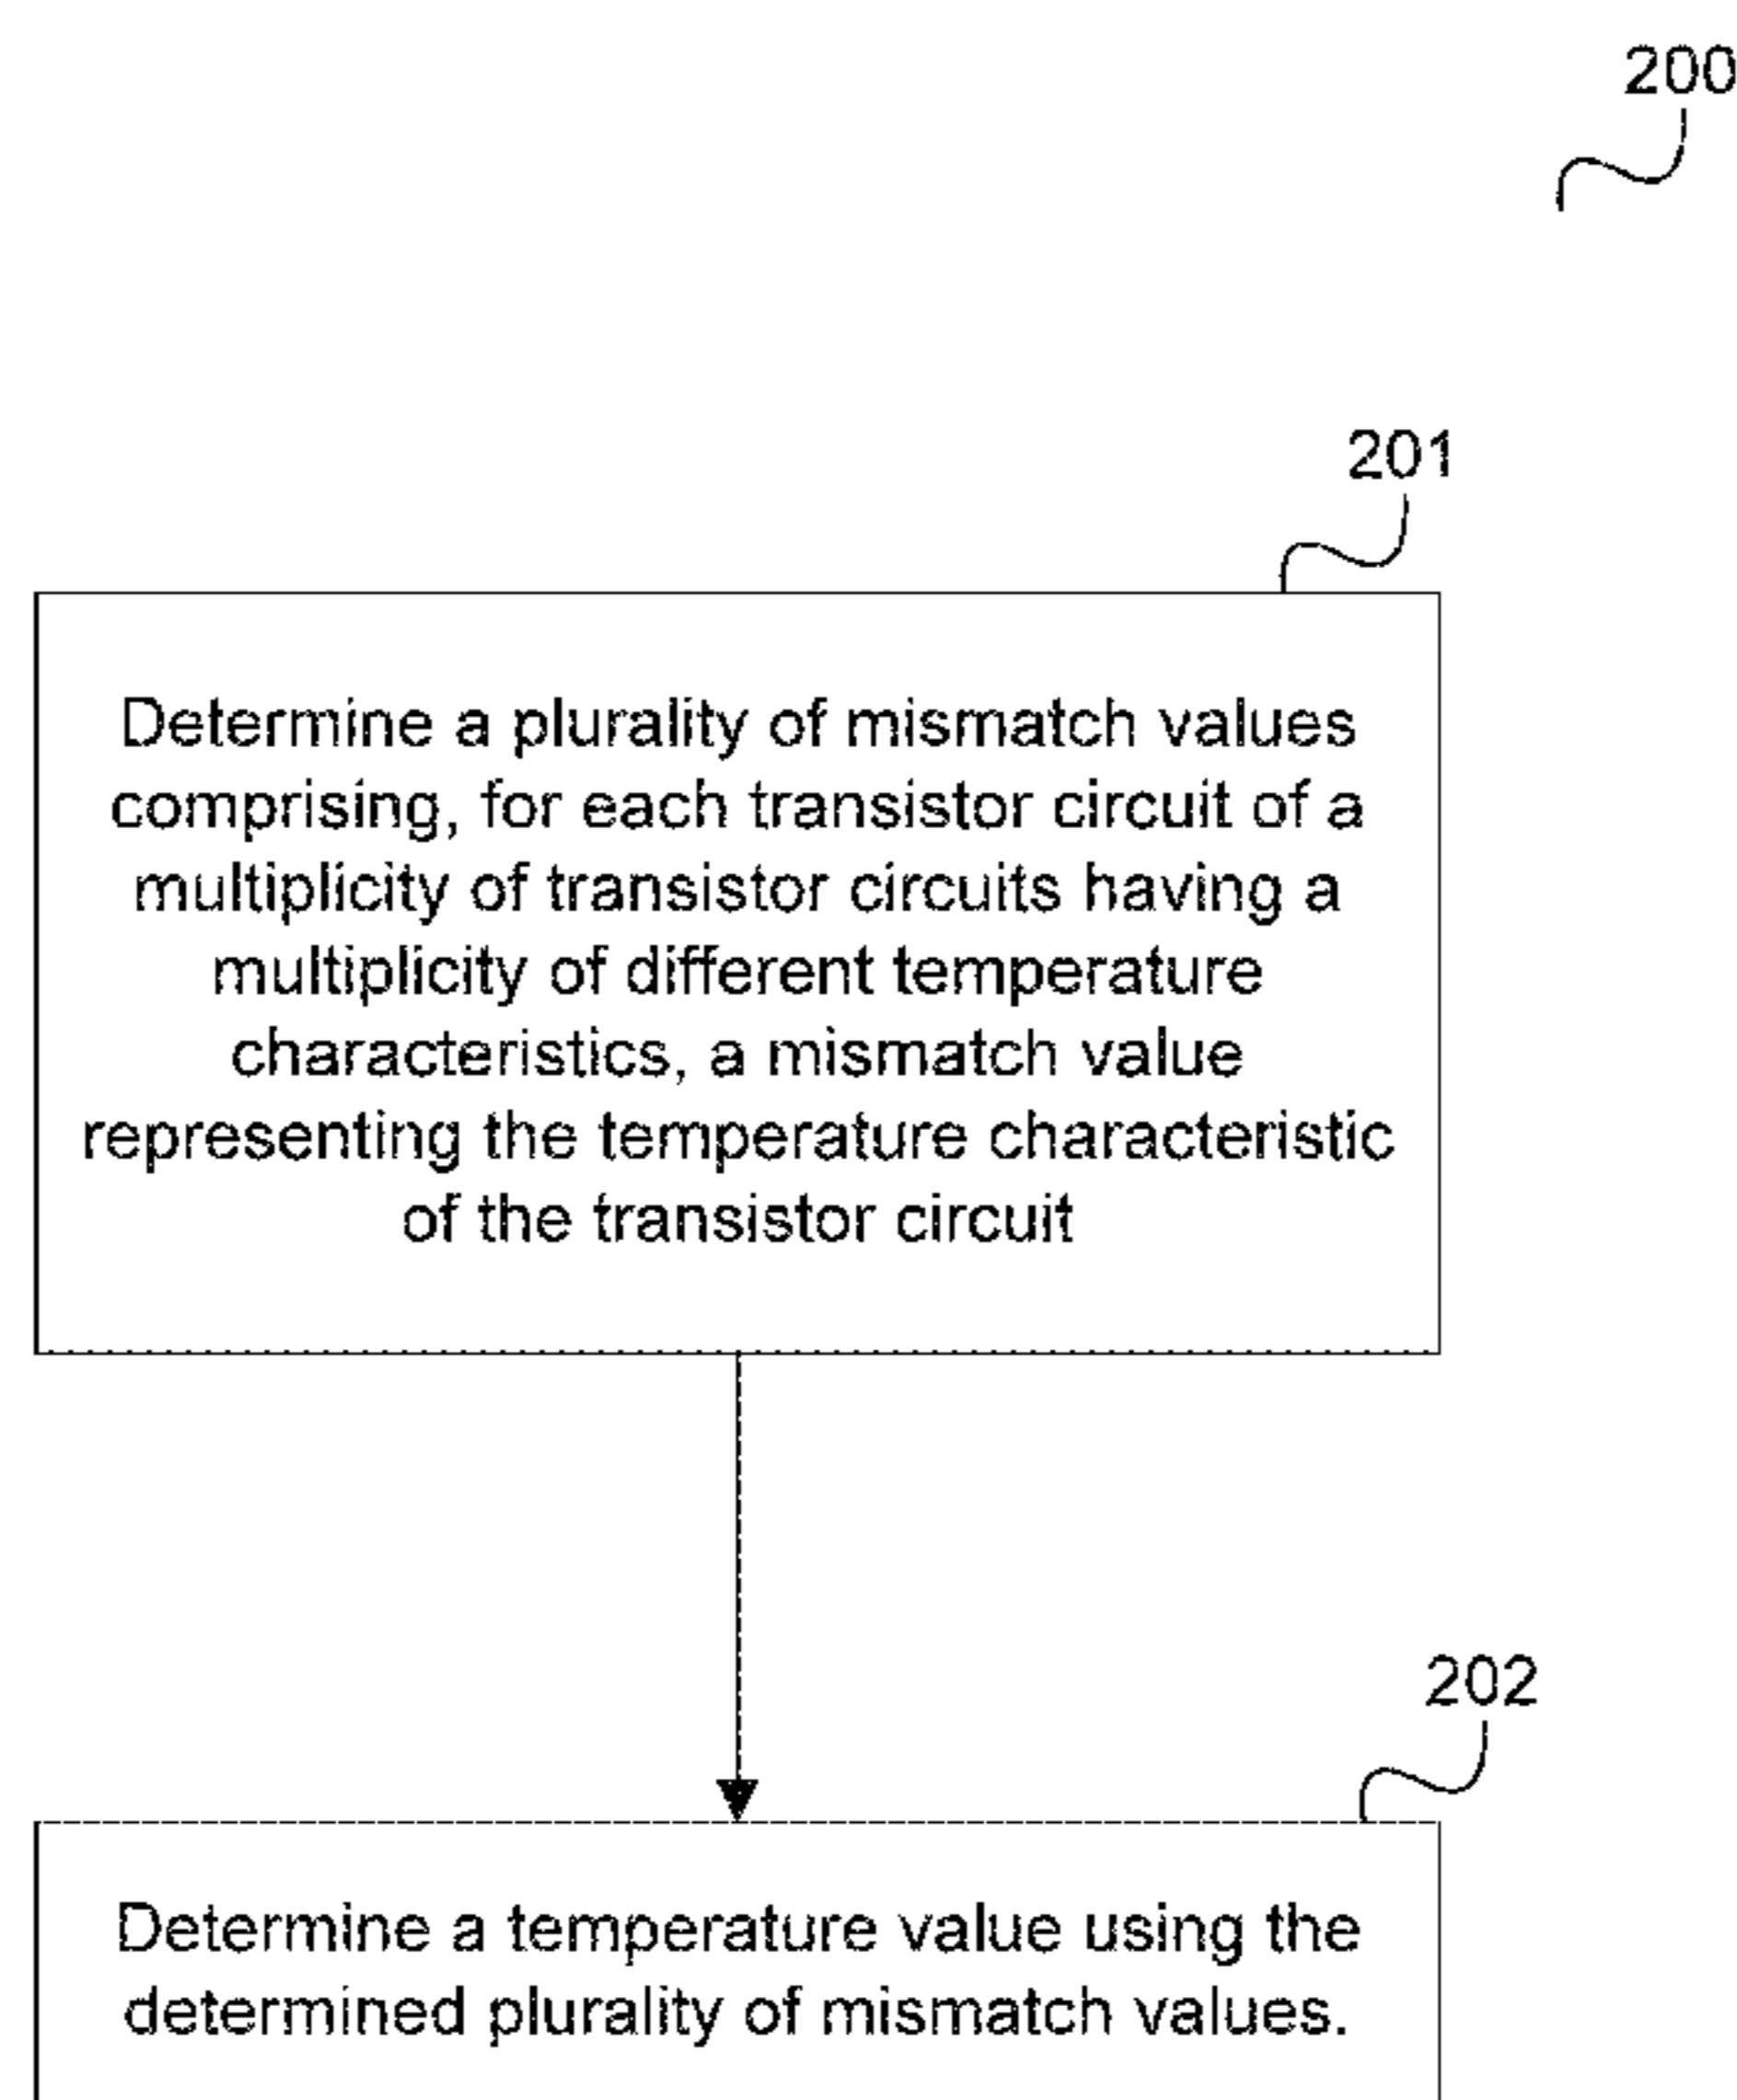 200
201
Determine a plurality of mismatch values
comprising, for each transistor circuit of a
multiplicity of transistor circuits having a
multiplicity of different temperature
characteristics, a mismatch value
representing the temperature characteristic
of the transistor circuit
202
Determine a temperature value using the
determined plurality of mismatch values.